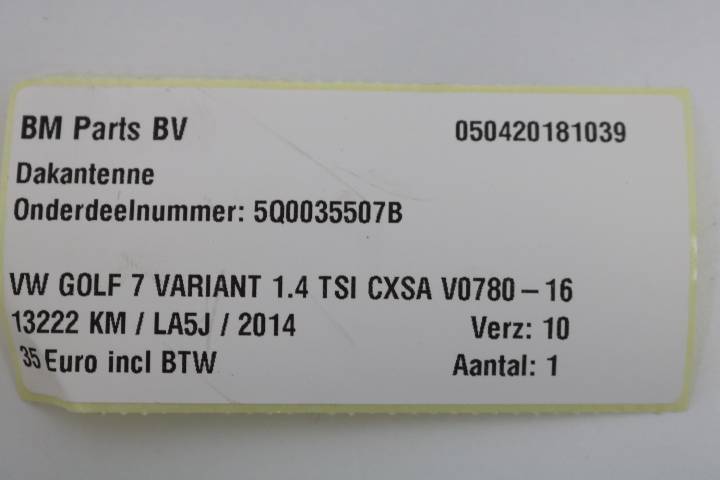 BM Parts BV 050420181039
Dakantenne
Onderdeelnummer: 5Q0035507B
VW GOLF 7 VARIANT 1.4 TSI CXSA V0780-16
13222 KM / LA5J / 2014 Verz: 10
35 Euro incl BTW Aantal: 1